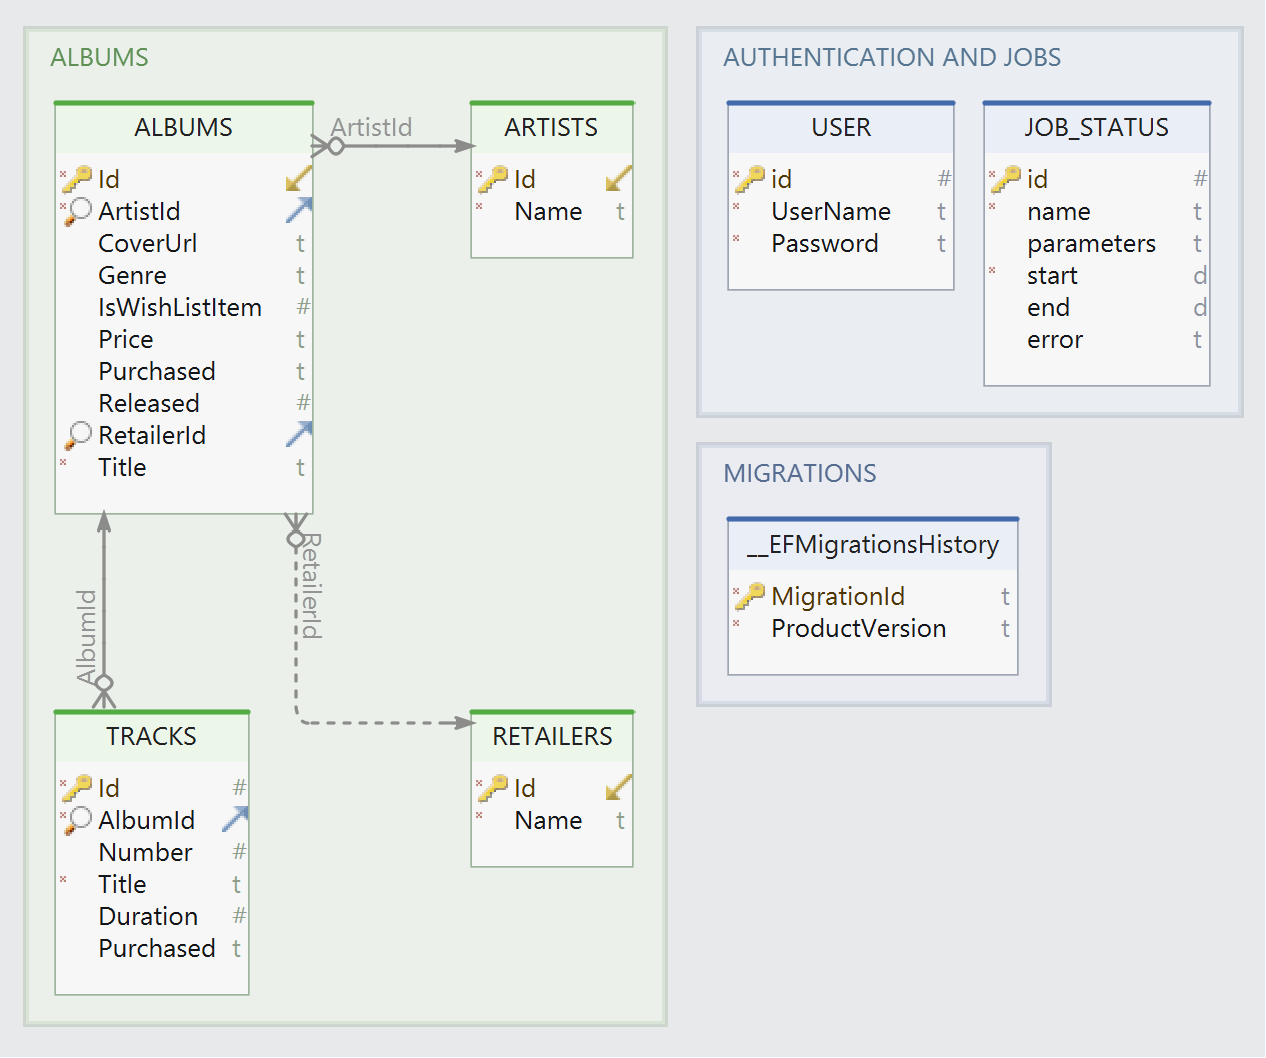 ALBUMS
ALBUMS
Id
ArtistId
CoverUrl t
Genre t
IsWishListItem #
Price t
Purchased t
Released #
RetailerId
Title t
ArtistId
ARTISTS
Id
Name t
AlbumId
RetailerId
TRACKS
Id #
AlbumId
Number #
Title t
Duration #
Purchased t
RETAILERS
Id
Name t
AUTHENTICATION AND JOBS
USER
id #
UserName t
Password t
JOB_STATUS
id #
name t
parameters t
start d
end d
error t
MIGRATIONS
__EFMigrationsHistory
MigrationId t
ProductVersion t